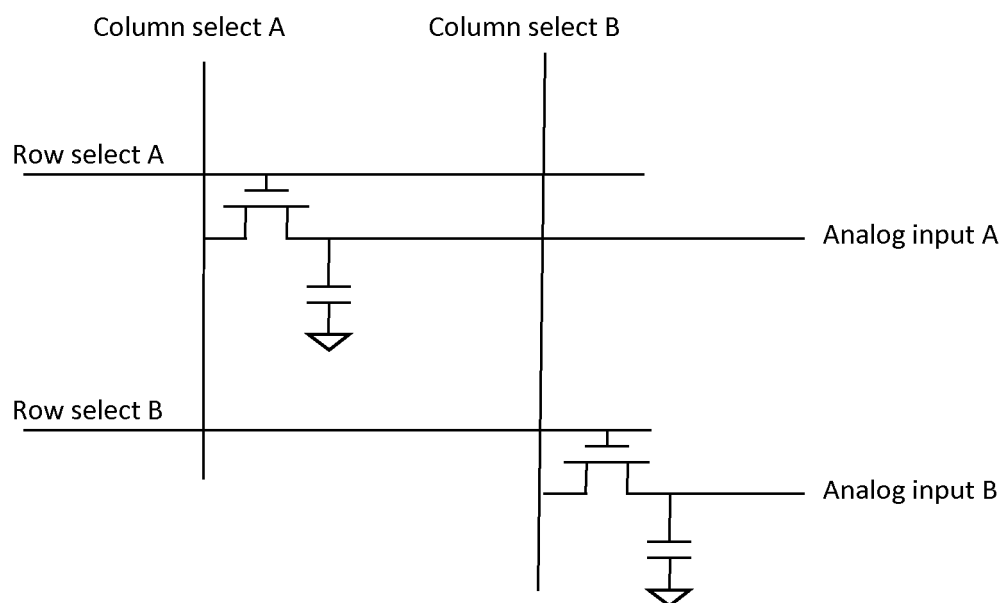 Column select A
Column select B
Row select A
Analog input A
Row select B
Analog input B